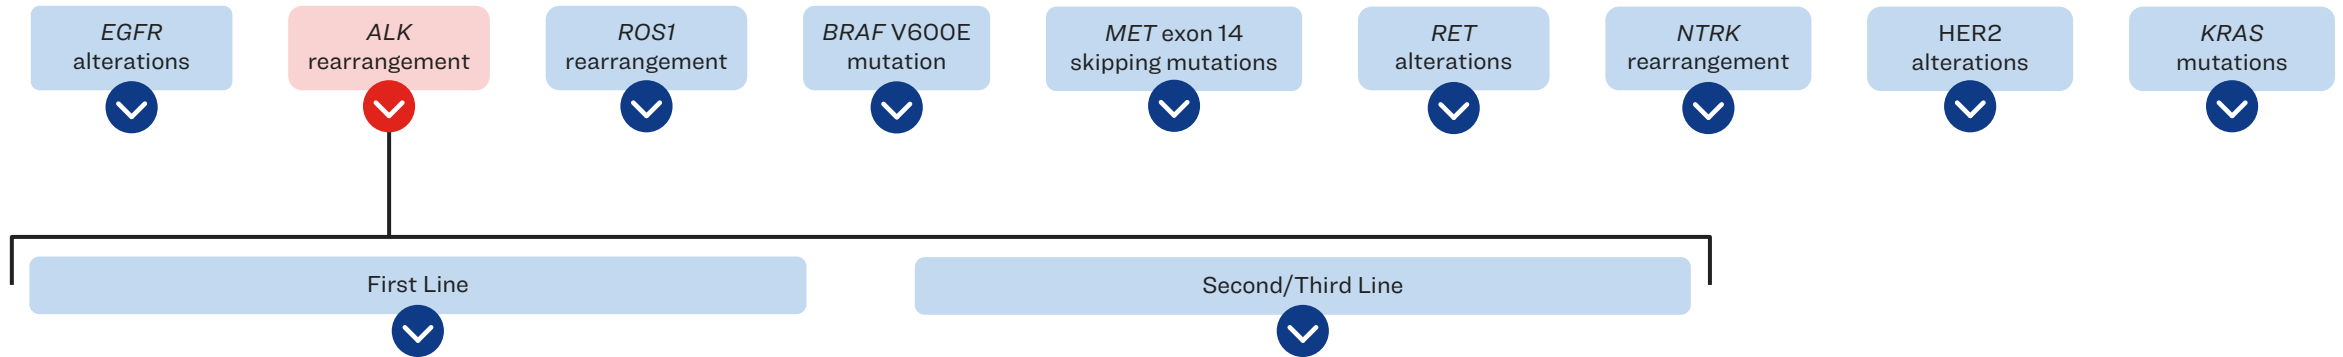 EGFR
alterations
ALK
rearrangement
ROS1
rearrangement
BRAF V600E
mutation
MET exon 14
skipping mutations
RET
alterations
NTRK
rearrangement
HER2
alterations
KRAS
mutations
First Line
Second/Third Line